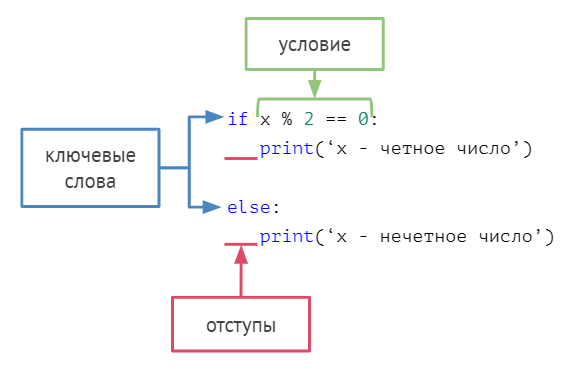 условие
if x % 2 == 0:
print(‘x - четное число’)
ключевые
слова
else:
print(‘x - нечетное число’)
отступы